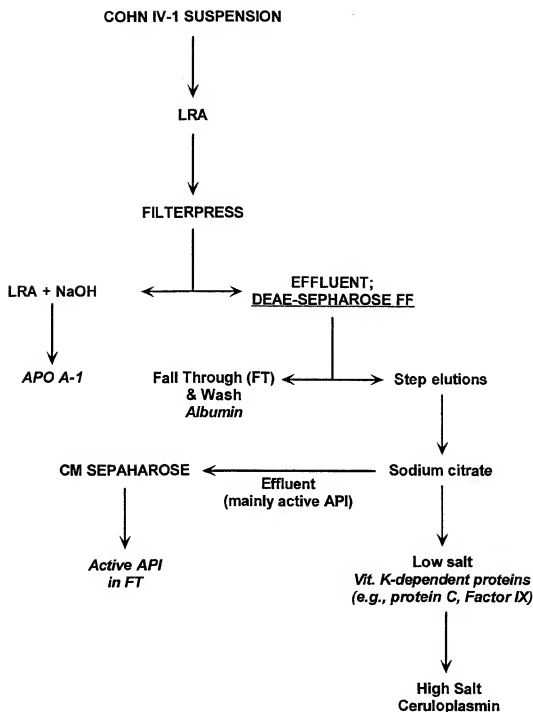 COHN IV-1 SUSPENSION
LRA
FILTERPRESS
LRA + NaOH
EFFLUENT;
DEAE-SEPHAROSE FF
APO A-1
Fall Through (FT)
& Wash
Albumin
Step elutions
CM SEPAHAROSE
Effluent
(mainly active API)
Sodium citrate
Active API
in FT
Low salt
Vit. K-dependent proteins
(e.g., protein C, Factor IX)
High Salt
Ceruloplasmin